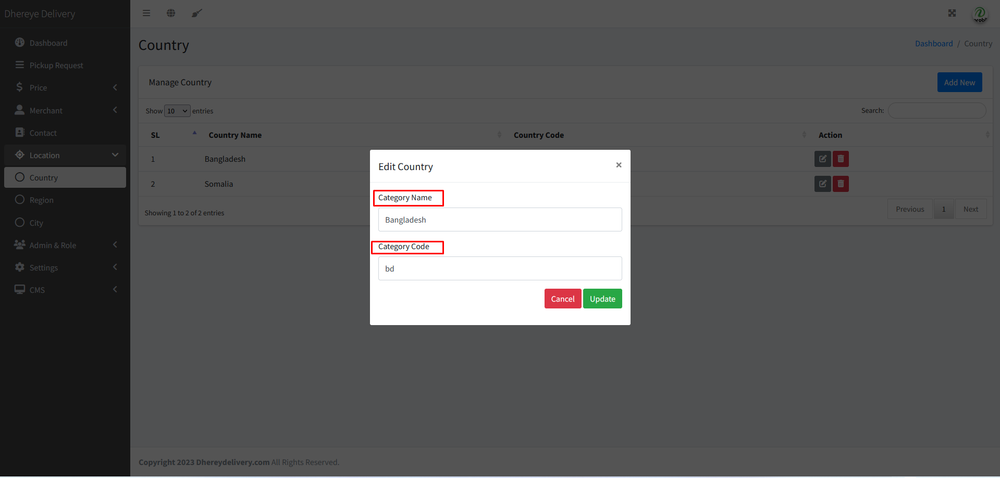 Dhereye Delivery
Dashboard
Pickup Request
Price
Merchant
Contact
Location
Country
Region
City
Admin & Role
Settings
CMS
Country
Dashboard / Country
Manage Country
Add New
Show 10 entries
Search:
SL Country Name Country Code Action
1 Bangladesh
2 Somalia
Showing 1 to 2 of 2 entries
Previous 1 Next
Edit Country ×
Category Name
Bangladesh
Category Code
bd
Cancel Update
Copyright 2023 Dhereydelivery.com All Rights Reserved.